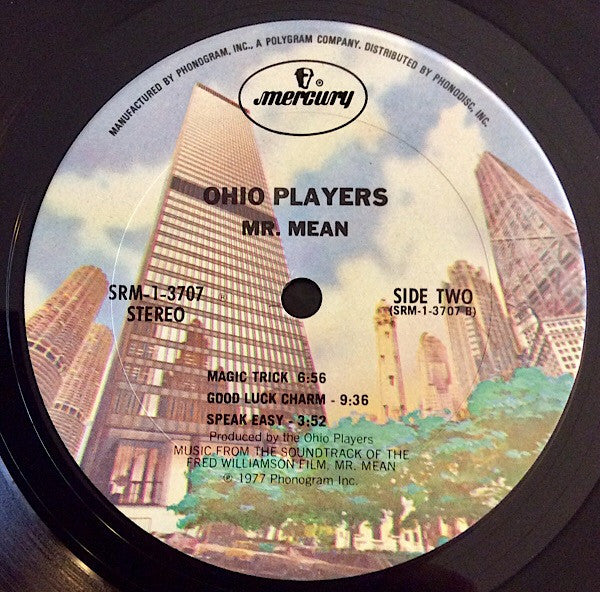 MANUFACTURED BY PHONOGRAM, INC., A POLYGRAM COMPANY. DISTRIBUTED BY PHONODISC, INC.
®
mercury
OHIO PLAYERS
MR. MEAN
SRM-1-3707
STEREO
SIDE TWO
(SRM-1-3707 B)
MAGIC TRICK 6:56
GOOD LUCK CHARM - 9:36
SPEAK EASY - 3:52
Produced by the Ohio Players
MUSIC FROM THE SOUNDTRACK OF THE
FRED WILLIAMSON FILM, MR. MEAN
℗ 1977 Phonogram Inc.